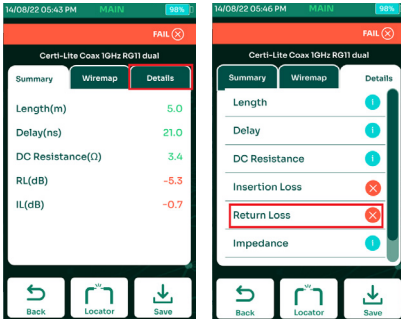 14/08/22 05:43 PM MAIN 98%
FAIL
Certi-Lite Coax 1GHz RG11 dual
Summary Wiremap Details
Length(m) 5.0
Delay(ns) 21.0
DC Resistance(Ω) 3.4
RL(dB) -5.3
IL(dB) -0.7
Back Locator Save
14/08/22 05:46 PM MAIN 98%
FAIL
Certi-Lite Coax 1GHz RG11 dual
Summary Wiremap Details
Length
Delay
DC Resistance
Insertion Loss
Return Loss
Impedance
Back Locator Save